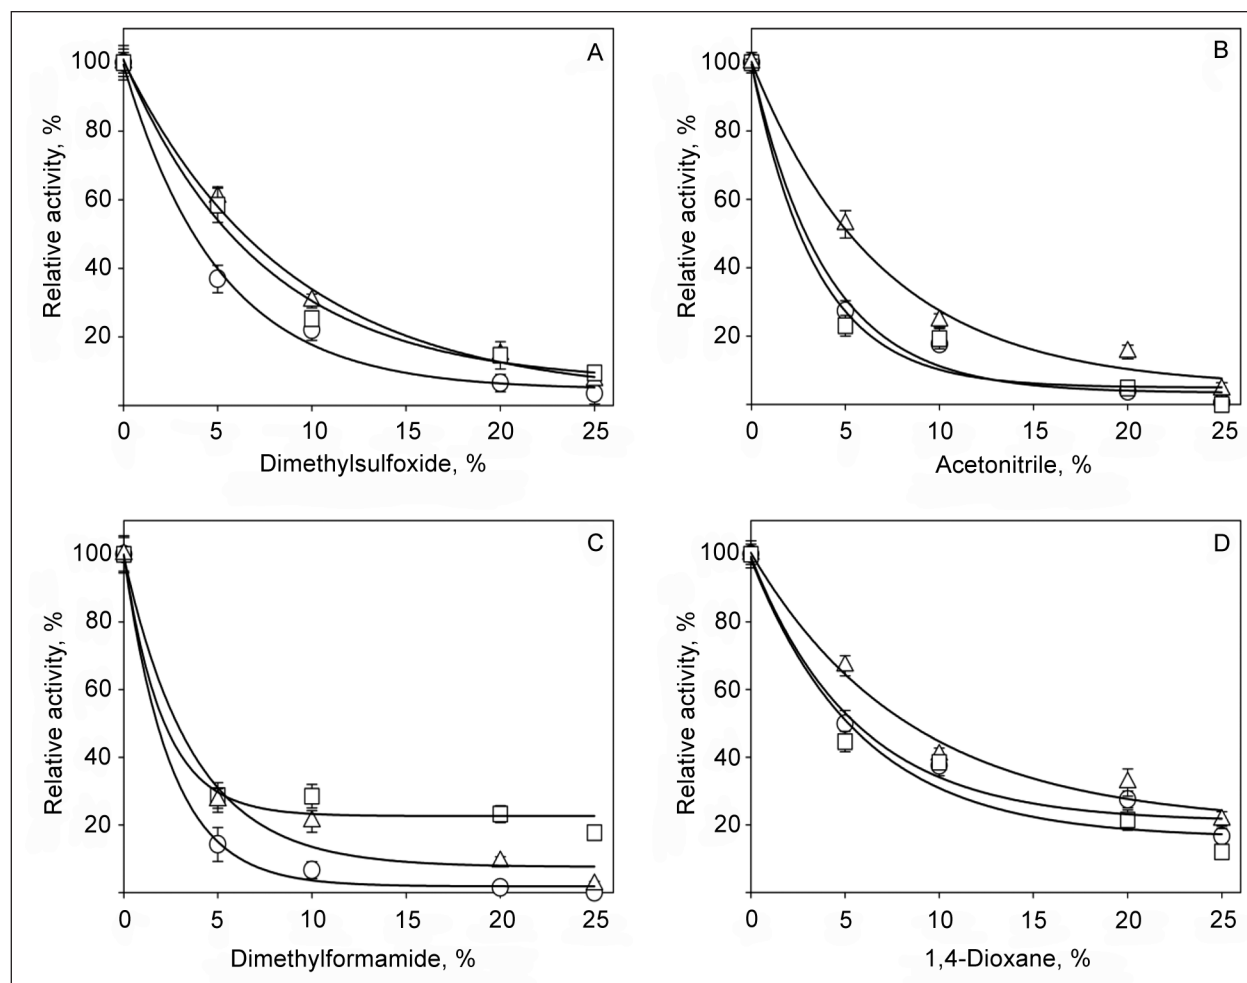 A
Relative activity, %
100
80
60
40
20
0 5 10 15 20 25
Dimethylsulfoxide, %
B
Relative activity, %
100
80
60
40
20
0 5 10 15 20 25
Acetonitrile, %
C
Relative activity, %
100
80
60
40
20
0 5 10 15 20 25
Dimethylformamide, %
D
Relative activity, %
100
80
60
40
20
0 5 10 15 20 25
1,4-Dioxane, %